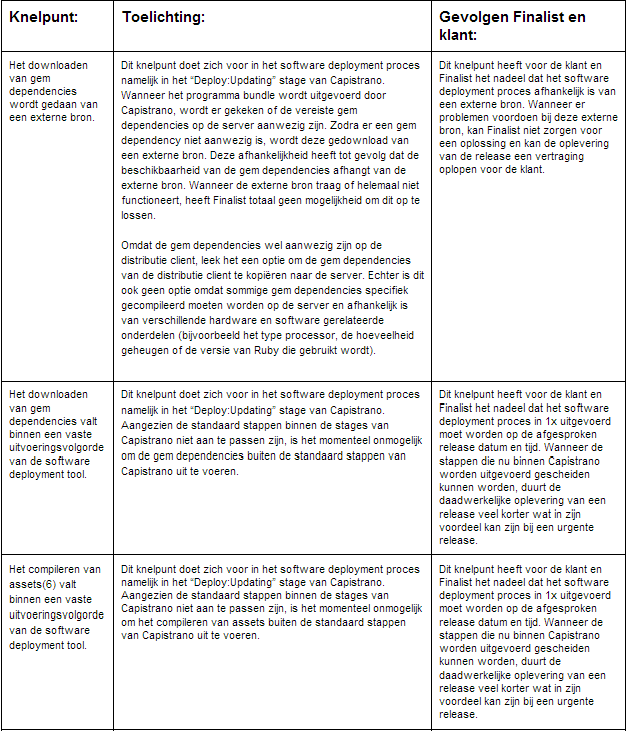 Knelpunt:
Toelichting:
Gevolgen Finalist en
klant:
Het downloaden
van gem
dependencies
wordt gedaan van
een externe bron.
Dit knelpunt doet zich voor in het software deployment proces
namelijk in het “Deploy:Updating” stage van Capistrano.
Wanneer het programma bundle wordt uitgevoerd door
Capistrano, wordt er gekeken of de vereiste gem
dependencies op de server aanwezig zijn. Zodra er een gem
dependency niet aanwezig is, wordt deze gedownload van
een externe bron. Deze afhankelijkheid heeft tot gevolg dat de
beschikbaarheid van de gem dependencies afhangt van de
externe bron. Wanneer de externe bron traag of helemaal niet
functioneert, heeft Finalist totaal geen mogelijkheid om dit op te
lossen.
Omdat de gem dependencies wel aanwezig zijn op de
distributie client, leek het een optie om de gem dependencies
van de distributie client te kopiëren naar de server. Echter is dit
ook geen optie omdat sommige gem dependencies specifiek
gecompileerd moeten worden op de server en afhankelijk is
van verschillende hardware en software gerelateerde
onderdelen (bijvoorbeeld het type processor, de hoeveelheid
geheugen of de versie van Ruby die gebruikt wordt).
Dit knelpunt heeft voor de klant en
Finalist het nadeel dat het software
deployment proces afhankelijk is van
een externe bron. Wanneer er
problemen voordoen bij deze externe
bron, kan Finalist niet zorgen voor
een oplossing en kan de oplevering
van de release een vertraging
oplopen voor de klant.
Het downloaden
van gem
dependencies valt
binnen een vaste
uitvoeringsvolgorde
van de software
deployment tool.
Dit knelpunt doet zich voor in het software deployment proces
namelijk in het “Deploy:Updating” stage van Capistrano.
Aangezien de standaard stappen binnen de stages van
Capistrano niet aan te passen zijn, is het momenteel onmogelijk
om de gem dependencies buiten de standaard stappen van
Capistrano uit te voeren.
Dit knelpunt heeft voor de klant en
Finalist het nadeel dat het software
deployment proces in 1x uitgevoerd
moet worden op de afgesproken
release datum en tijd. Wanneer de
stappen die nu binnen Capistrano
worden uitgevoerd gescheiden
kunnen worden, duurt de
daadwerkelijke oplevering van een
release veel korter wat in zijn
voordeel kan zijn bij een urgente
release.
Het compileren van
assets(6) valt
binnen een vaste
uitvoeringsvolgorde
van de software
deployment tool.
Dit knelpunt doet zich voor in het software deployment proces
namelijk in het “Deploy:Updating” stage van Capistrano.
Aangezien de standaard stappen binnen de stages van
Capistrano niet aan te passen zijn, is het momenteel onmogelijk
om het compileren van assets buiten de standaard stappen
van Capistrano uit te voeren.
Dit knelpunt heeft voor de klant en
Finalist het nadeel dat het software
deployment proces in 1x uitgevoerd
moet worden op de afgesproken
release datum en tijd. Wanneer de
stappen die nu binnen Capistrano
worden uitgevoerd gescheiden
kunnen worden, duurt de
daadwerkelijke oplevering van een
release veel korter wat in zijn
voordeel kan zijn bij een urgente
release.